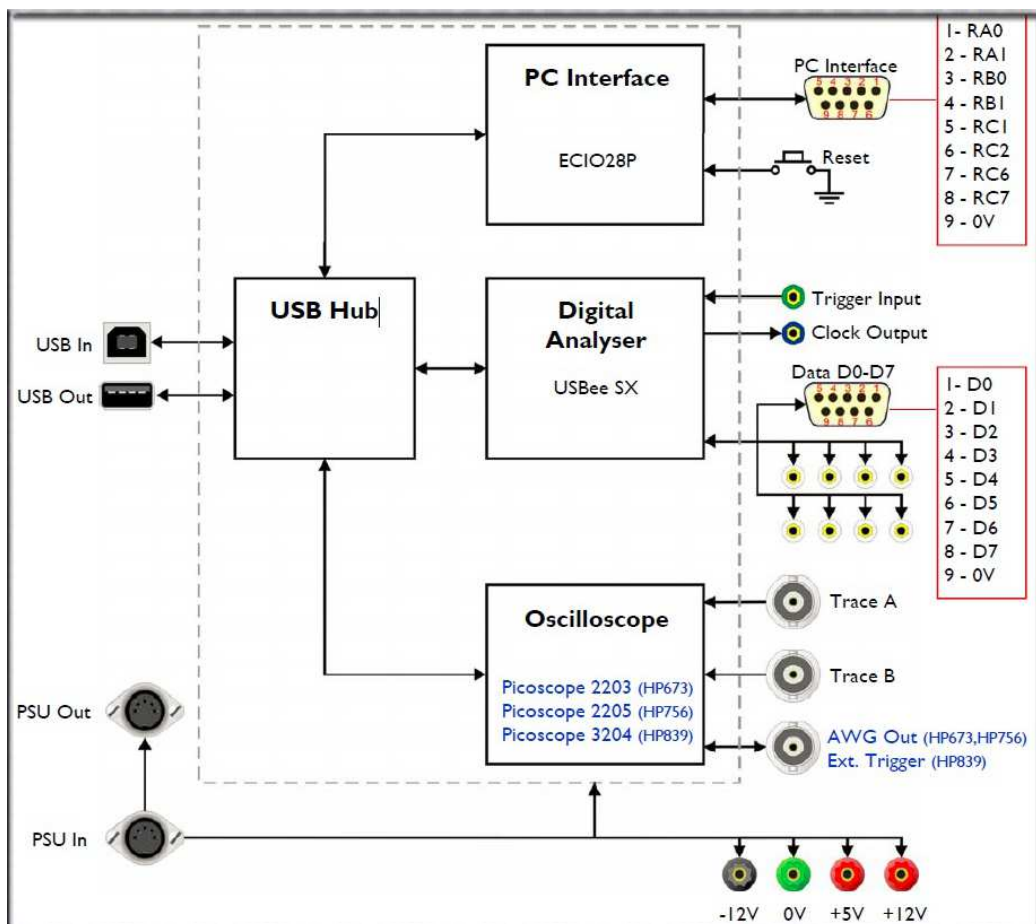 PC Interface
ECIO28P
PC Interface
5 4 3 2 1
9 8 7 6
Reset
1- RA0
2 - RA1
3 - RB0
4 - RB1
5 - RC1
6 - RC2
7 - RC6
8 - RC7
9 - 0V
USB Hub
USB In
USB Out
Digital
Analyser
USBee SX
Trigger Input
Clock Output
Data D0-D7
5 4 3 2 1
9 8 7 6
1- D0
2 - D1
3 - D2
4 - D3
5 - D4
6 - D5
7 - D6
8 - D7
9 - 0V
Oscilloscope
Picoscope 2203 (HP673)
Picoscope 2205 (HP756)
Picoscope 3204 (HP839)
Trace A
Trace B
AWG Out (HP673,HP756)
Ext. Trigger (HP839)
PSU Out
PSU In
-12V 0V +5V +12V